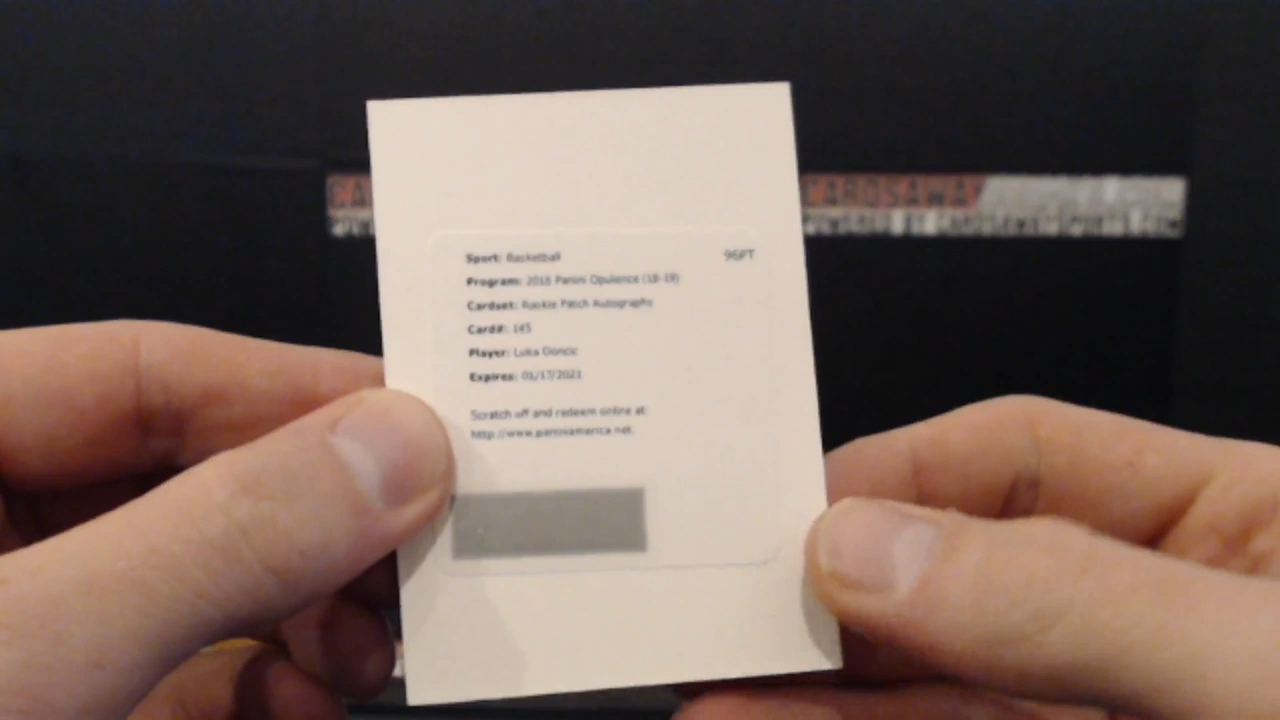 Sport: Basketball 96PT
Program: 2018 Panini Opulence (18-19)
Cardset: Rookie Patch Autographs
Card#: 145
Player: Luka Doncic
Expires: 01/17/2021
Scratch off and redeem online at:
http://www.paniniamerica.net.
CARDSAWAY